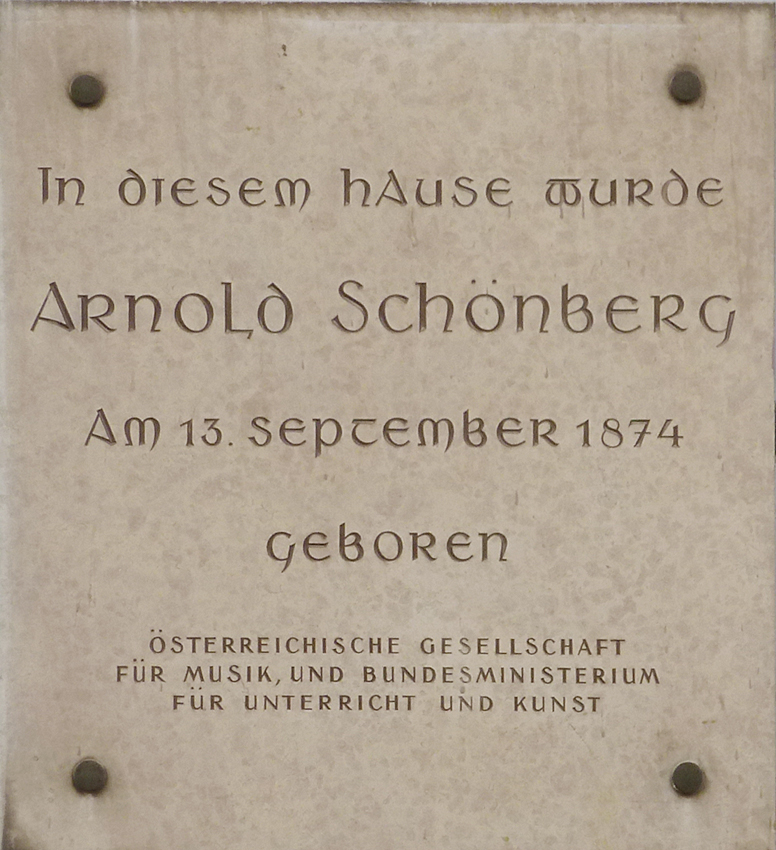 In diesem Hause wurde
Arnold Schönberg
Am 13. September 1874
geboren
ÖSTERREICHISCHE GESELLSCHAFT
FÜR MUSIK, UND BUNDESMINISTERIUM
FÜR UNTERRICHT UND KUNST